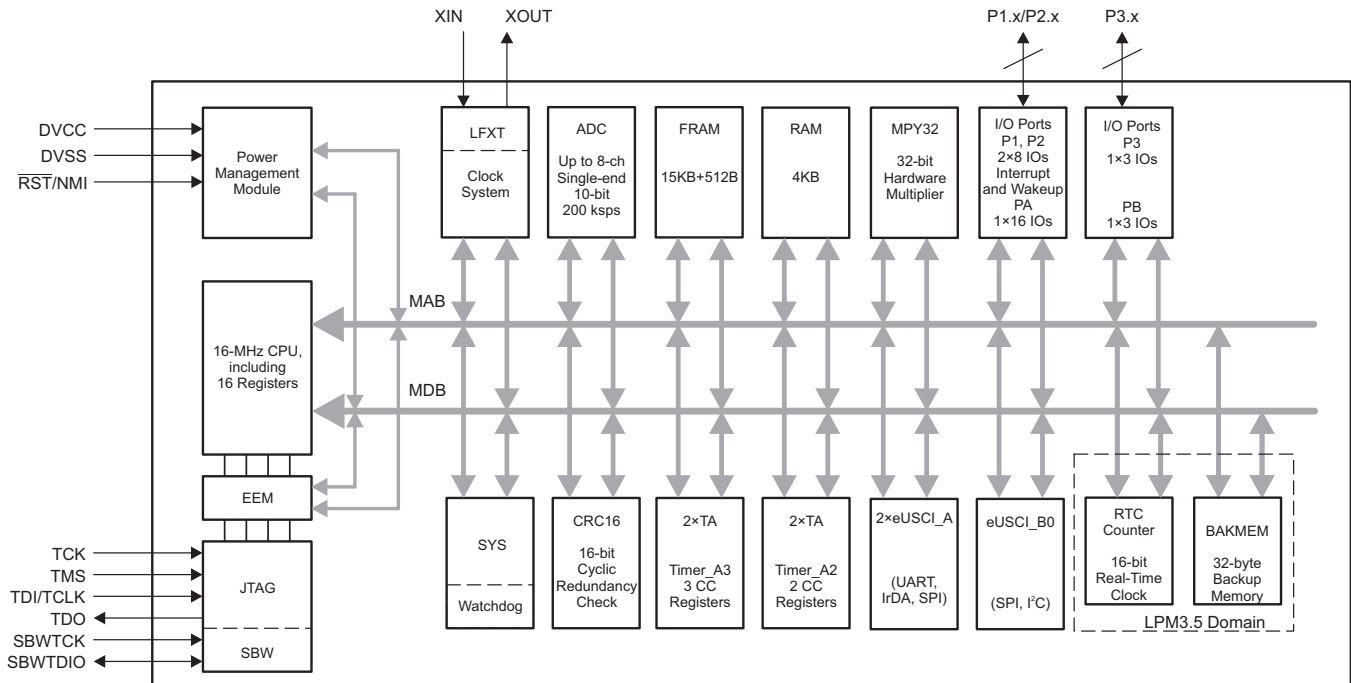 XIN
XOUT
P1.x/P2.x
P3.x
DVCC
DVSS
RST/NMI
Power
Management
Module
LFXT
Clock
System
ADC
Up to 8-ch
Single-end
10-bit
200 ksps
FRAM
15KB+512B
RAM
4KB
MPY32
32-bit
Hardware
Multiplier
I/O Ports
P1, P2
2×8 IOs
Interrupt
and Wakeup
PA
1×16 IOs
I/O Ports
P3
1×3 IOs
PB
1×3 IOs
MAB
MDB
16-MHz CPU,
including
16 Registers
EEM
TCK
TMS
TDI/TCLK
TDO
SBWTCK
SBWTDIO
JTAG
SBW
SYS
Watchdog
CRC16
16-bit
Cyclic
Redundancy
Check
2×TA
Timer_A3
3 CC
Registers
2×TA
Timer_A2
2 CC
Registers
2×eUSCI_A
(UART,
IrDA, SPI)
eUSCI_B0
(SPI, I²C)
RTC
Counter
16-bit
Real-Time
Clock
BAKMEM
32-byte
Backup
Memory
LPM3.5 Domain